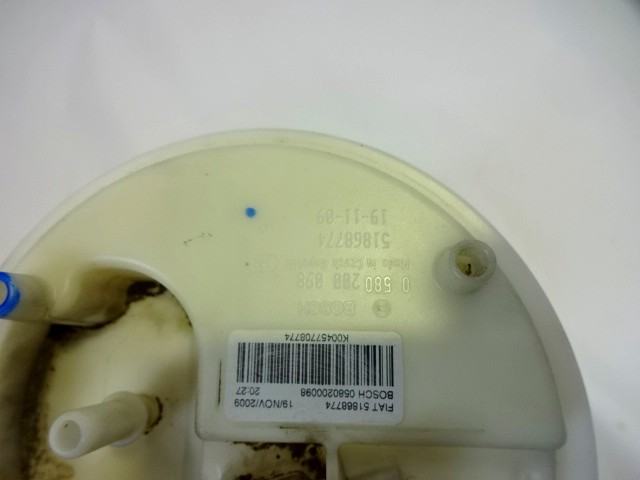 FIAT 51868774
BOSCH 0580200098
19/NOV/2009
20:27
K00457708774
BOSCH
0 580 200 098
Made in Czech Republic
51868774
19-11-09